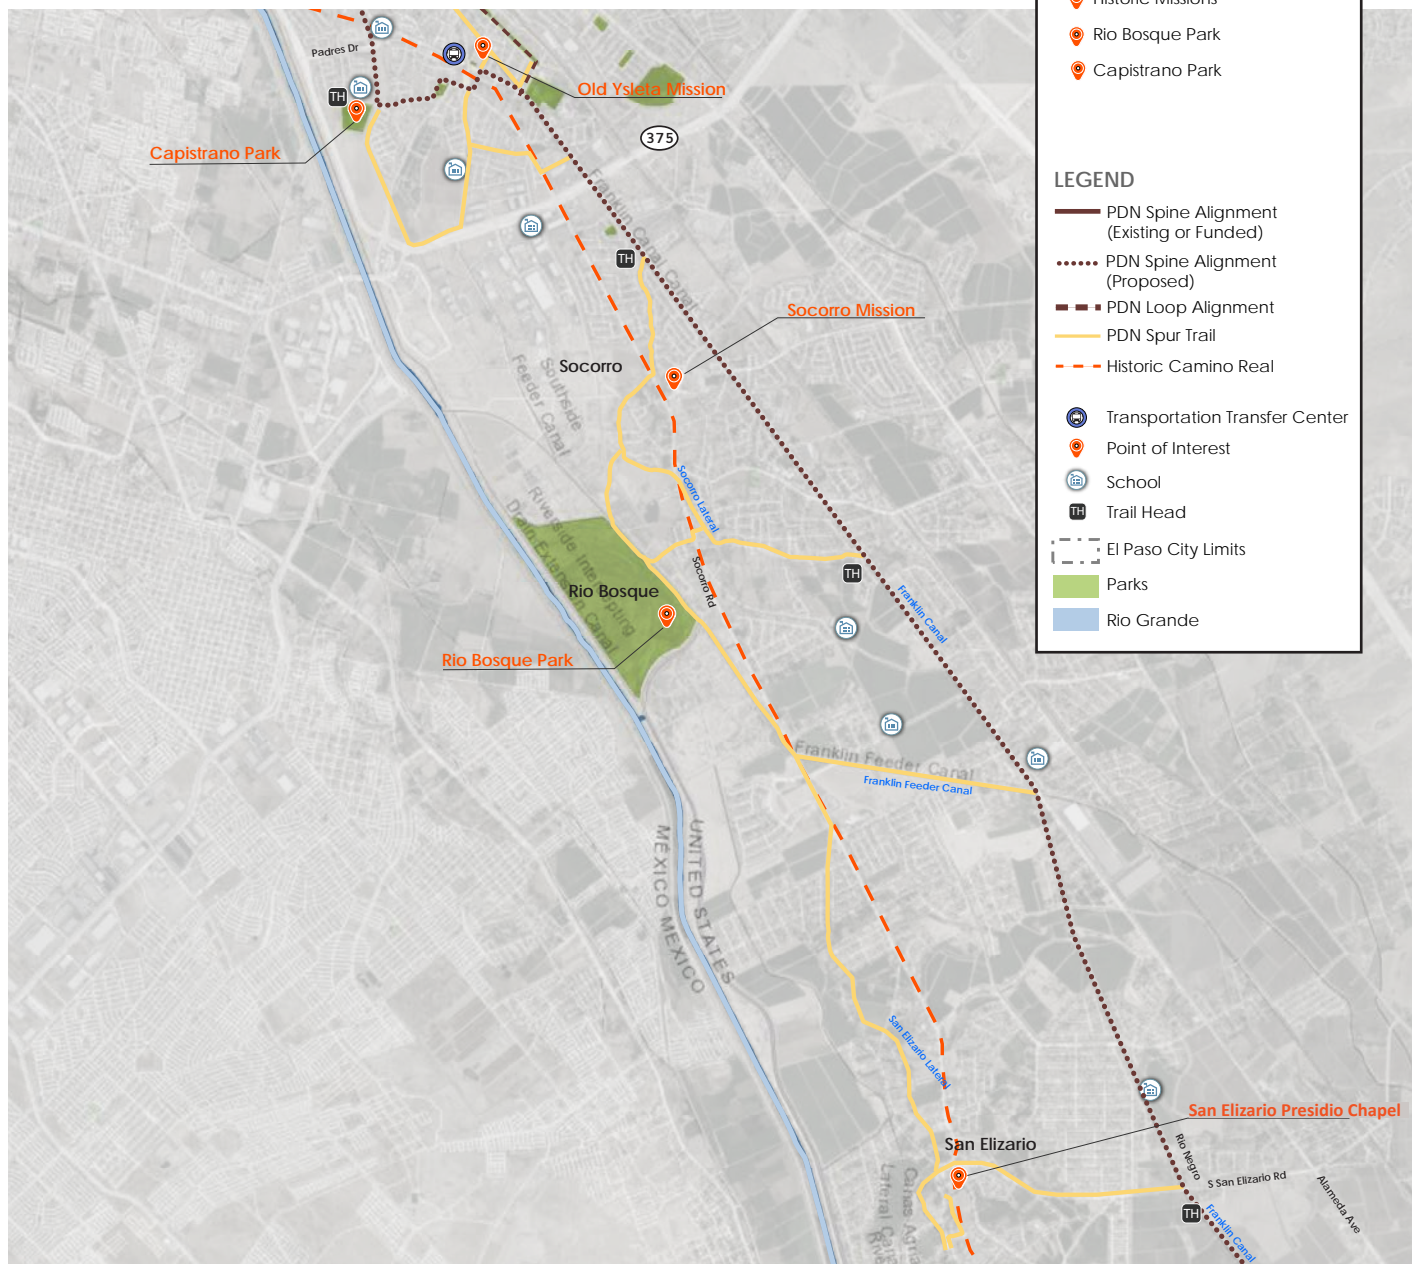 Historic Missions
Rio Bosque Park
Capistrano Park
LEGEND
PDN Spine Alignment
(Existing or Funded)
PDN Spine Alignment
(Proposed)
PDN Loop Alignment
PDN Spur Trail
Historic Camino Real
Transportation Transfer Center
Point of Interest
School
TH Trail Head
El Paso City Limits
Parks
Rio Grande
Padres Dr
TH
Old Ysleta Mission
375
Capistrano Park
Franklin Canal Canal
TH
Socorro Mission
Socorro
Southside
Feeder Canal
Socorro Lateral
Riverside Intercepting
Drain Extension Canal
Socorro Rd
TH
Rio Bosque
Franklin Canal
Rio Bosque Park
Franklin Feeder Canal
Franklin Feeder Canal
UNITED STATES
MÉXICO MEXICO
San Elizario Lateral
San Elizario Presidio Chapel
San Elizario
Rio Negro
S San Elizario Rd
Alameda Ave
TH
Franklin Canal
Lateral